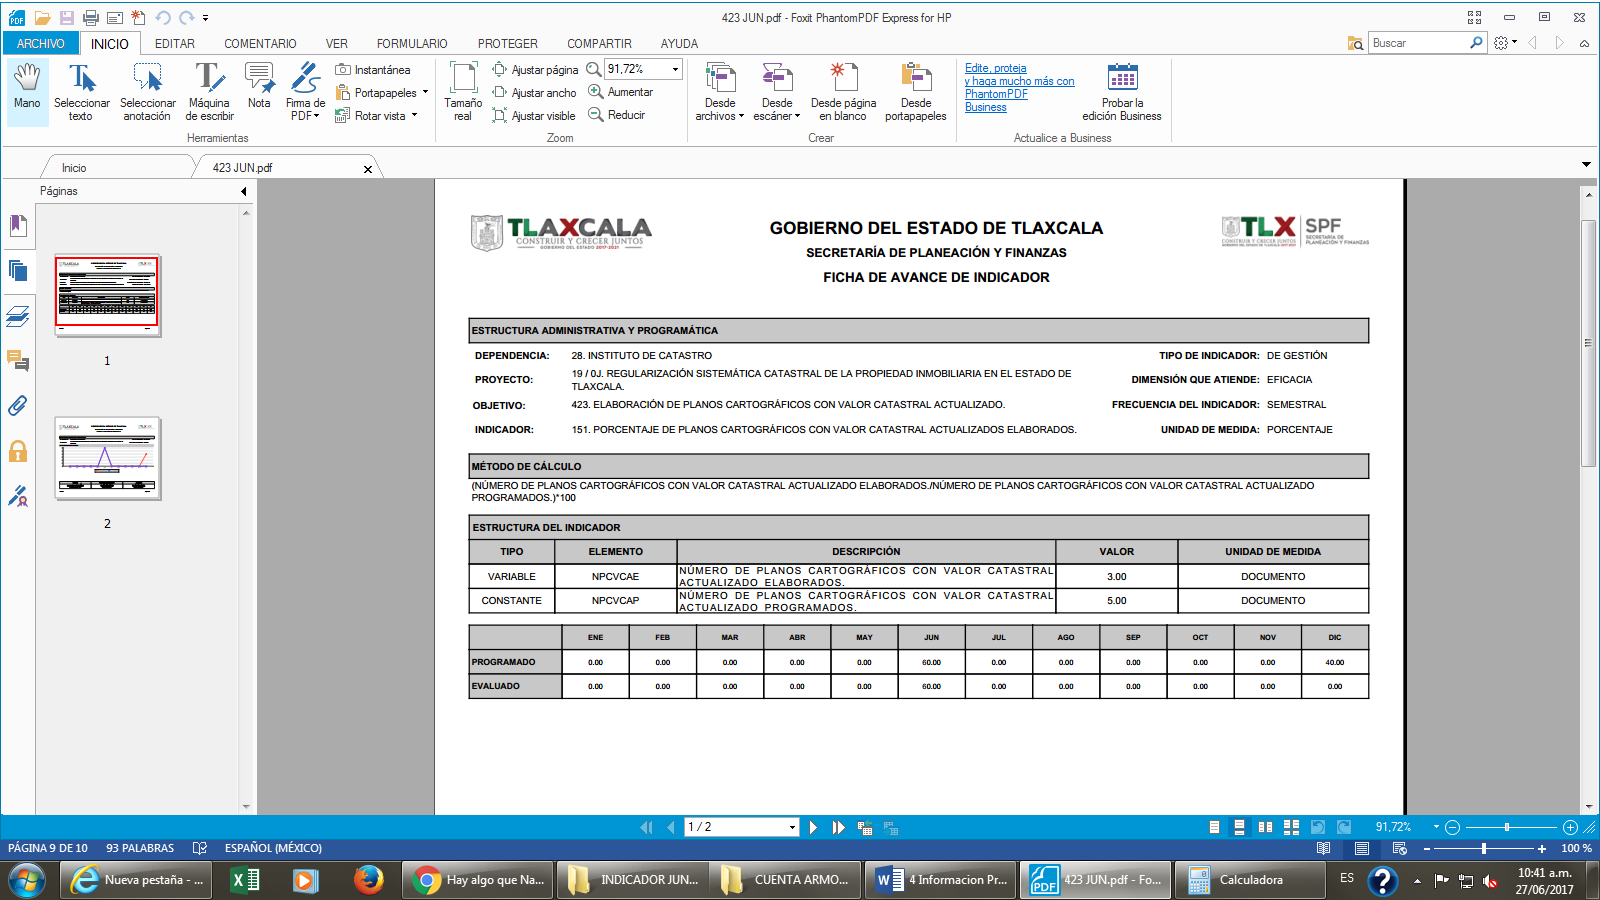 423 JUN.pdf - Foxit PhantomPDF Express for HP
ARCHIVO INICIO EDITAR COMENTARIO VER FORMULARIO PROTEGER COMPARTIR AYUDA
Buscar
Mano
Seleccionar texto
Seleccionar anotación
Máquina de escribir
Nota
Firma de PDF
Instantánea
Portapapeles
Rotar vista
Herramientas
Tamaño real
Ajustar página
Ajustar ancho
Ajustar visible
91,72%
Aumentar
Reducir
Zoom
Desde archivos
Desde escáner
Desde página en blanco
Desde portapapeles
Crear
Edite, proteja
y haga mucho más con
PhantomPDF
Business
Probar la edición Business
Actualice a Business
Inicio
423 JUN.pdf
Páginas
1
2
TLAXCALA
CONSTRUIR Y CRECER JUNTOS
GOBIERNO DEL ESTADO 2017-2021
GOBIERNO DEL ESTADO DE TLAXCALA
SECRETARÍA DE PLANEACIÓN Y FINANZAS
FICHA DE AVANCE DE INDICADOR
TLX
CONSTRUIR Y CRECER JUNTOS
SPF
SECRETARÍA DE
PLANEACIÓN Y FINANZAS
ESTRUCTURA ADMINISTRATIVA Y PROGRAMÁTICA
DEPENDENCIA: 28. INSTITUTO DE CATASTRO TIPO DE INDICADOR: DE GESTIÓN
PROYECTO: 19 / 0J. REGULARIZACIÓN SISTEMÁTICA CATASTRAL DE LA PROPIEDAD INMOBILIARIA EN EL ESTADO DE
TLAXCALA.
DIMENSIÓN QUE ATIENDE: EFICACIA
OBJETIVO: 423. ELABORACIÓN DE PLANOS CARTOGRÁFICOS CON VALOR CATASTRAL ACTUALIZADO. FRECUENCIA DEL INDICADOR: SEMESTRAL
INDICADOR: 151. PORCENTAJE DE PLANOS CARTOGRÁFICOS CON VALOR CATASTRAL ACTUALIZADOS ELABORADOS. UNIDAD DE MEDIDA: PORCENTAJE
MÉTODO DE CÁLCULO
(NÚMERO DE PLANOS CARTOGRÁFICOS CON VALOR CATASTRAL ACTUALIZADO ELABORADOS./NÚMERO DE PLANOS CARTOGRÁFICOS CON VALOR CATASTRAL ACTUALIZADO
PROGRAMADOS.)*100
ESTRUCTURA DEL INDICADOR
TIPO ELEMENTO DESCRIPCIÓN VALOR UNIDAD DE MEDIDA
VARIABLE NPCVCAE NÚMERO DE PLANOS CARTOGRÁFICOS CON VALOR CATASTRAL
ACTUALIZADO ELABORADOS. 3.00 DOCUMENTO
CONSTANTE NPCVCAP NÚMERO DE PLANOS CARTOGRÁFICOS CON VALOR CATASTRAL
ACTUALIZADO PROGRAMADOS. 5.00 DOCUMENTO
ENE FEB MAR ABR MAY JUN JUL AGO SEP OCT NOV DIC
PROGRAMADO 0.00 0.00 0.00 0.00 0.00 60.00 0.00 0.00 0.00 0.00 0.00 40.00
EVALUADO 0.00 0.00 0.00 0.00 0.00 60.00 0.00 0.00 0.00 0.00 0.00 0.00
1 / 2
91,72%
PÁGINA 9 DE 10 93 PALABRAS ESPAÑOL (MÉXICO)
100 %
Nueva pestaña - ...
Hay algo que Na...
INDICADOR JUN...
CUENTA ARMO...
4 Informacion Pr...
423 JUN.pdf - Fo...
Calculadora
ES
10:41 a.m.
27/06/2017